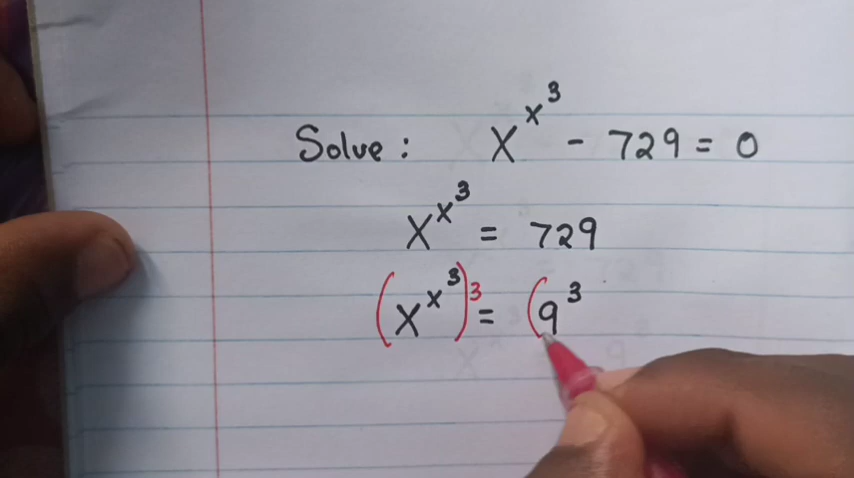 Solve : x^x^3 - 729 = 0
x^x^3 = 729
(x^x^3)^3 = (9^3